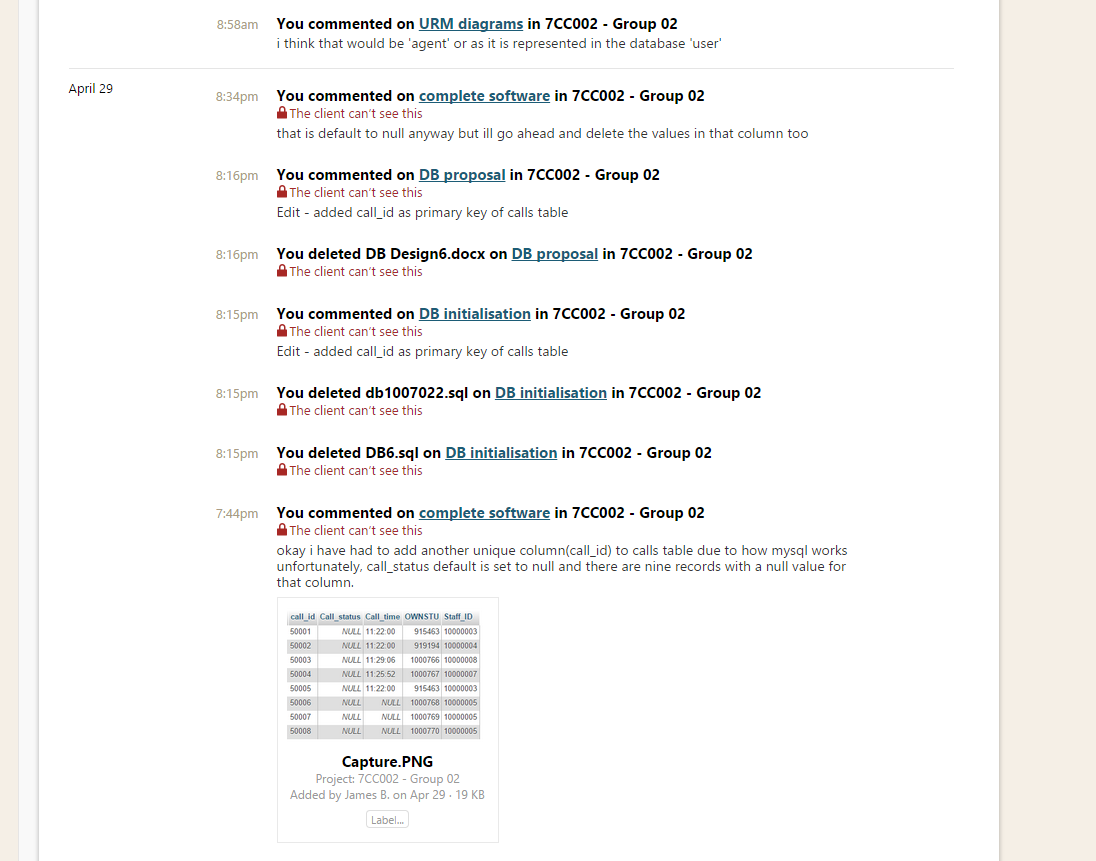 8:58am You commented on URM diagrams in 7CC002 - Group 02
i think that would be 'agent' or as it is represented in the database 'user'
April 29
8:34pm You commented on complete software in 7CC002 - Group 02
The client can't see this
that is default to null anyway but ill go ahead and delete the values in that column too
8:16pm You commented on DB proposal in 7CC002 - Group 02
The client can't see this
Edit - added call_id as primary key of calls table
8:16pm You deleted DB Design6.docx on DB proposal in 7CC002 - Group 02
The client can't see this
8:15pm You commented on DB initialisation in 7CC002 - Group 02
The client can't see this
Edit - added call_id as primary key of calls table
8:15pm You deleted db1007022.sql on DB initialisation in 7CC002 - Group 02
The client can't see this
8:15pm You deleted DB6.sql on DB initialisation in 7CC002 - Group 02
The client can't see this
7:44pm You commented on complete software in 7CC002 - Group 02
The client can't see this
okay i have had to add another unique column(call_id) to calls table due to how mysql works
unfortunately, call_status default is set to null and there are nine records with a null value for
that column.
call_id Call_status Call_time OWNSTU Staff_ID
50001 NULL 11:22:00 915463 10000003
50002 NULL 11:22:00 919194 10000004
50003 NULL 11:29:06 1000766 10000008
50004 NULL 11:25:52 1000767 10000007
50005 NULL 11:22:00 915463 10000003
50006 NULL NULL 1000768 10000005
50007 NULL NULL 1000769 10000005
50008 NULL NULL 1000770 10000005
Capture.PNG
Project: 7CC002 - Group 02
Added by James B. on Apr 29 · 19 KB
Label...